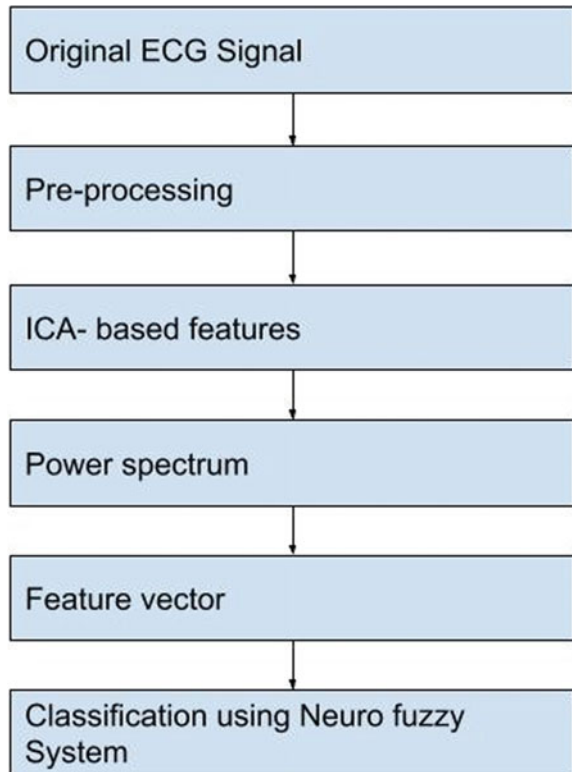 Original ECG Signal
Pre-processing
ICA- based features
Power spectrum
Feature vector
Classification using Neuro fuzzy
System